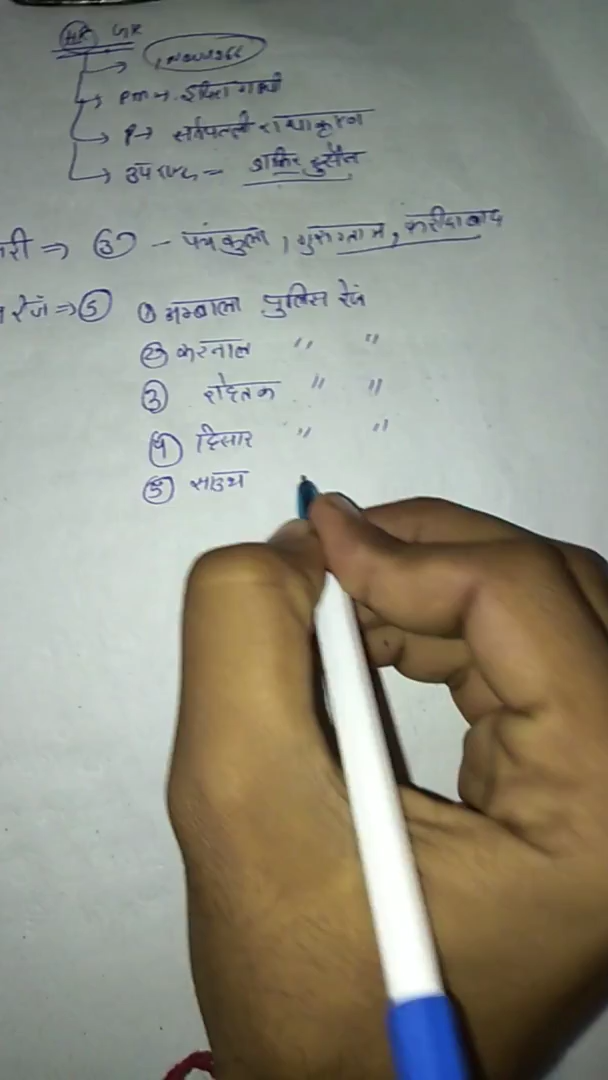 HR GK
→ 1 Nov 1966
→ PM → इंदिरा गांधी
→ P → सर्वपल्ली राधाकृष्णन
→ उपराष्ट्र = जाकिर हुसैन
री => ③ - पंचकुला, गुरुग्राम, फरीदाबाद
रेंज => ⑤ ① अम्बाला पुलिस रेंज
② करनाल " "
③ रोहतक " "
④ हिसार " "
⑤ साउथ